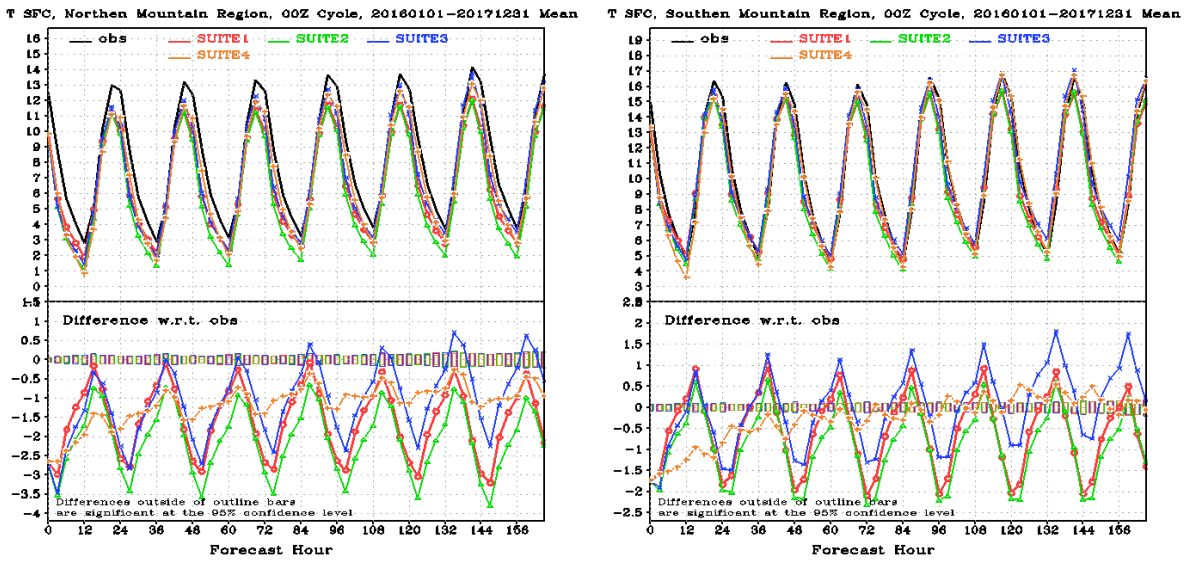 T SFC, Northen Mountain Region, 00Z Cycle, 20160101-20171231 Mean
16
15
14
13
12
11
10
9
8
7
6
5
4
3
2
1
0
obs
SUITE1
SUITE2
SUITE3
SUITE4
1.5
1
0.5
0
-0.5
-1
-1.5
-2
-2.5
-3
-3.5
-4
Difference w.r.t. obs
Differences outside of outline bars
are significant at the 95% confidence level
0 12 24 36 48 60 72 84 96 108 120 132 144 156
Forecast Hour
T SFC, Southen Mountain Region, 00Z Cycle, 20160101-20171231 Mean
19
18
17
16
15
14
13
12
11
10
9
8
7
6
5
4
3
obs
SUITE1
SUITE2
SUITE3
SUITE4
2
1.5
1
0.5
0
-0.5
-1
-1.5
-2
-2.5
Difference w.r.t. obs
Differences outside of outline bars
are significant at the 95% confidence level
0 12 24 36 48 60 72 84 96 108 120 132 144 156
Forecast Hour